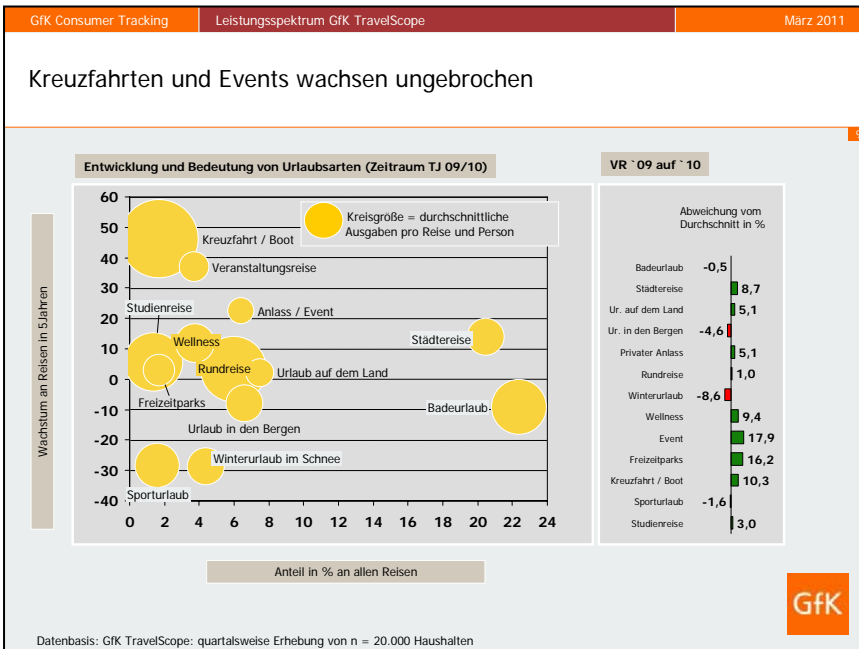 GfK Consumer Tracking
Leistungsspektrum GfK TravelScope
März 2011
Kreuzfahrten und Events wachsen ungebrochen
9
Entwicklung und Bedeutung von Urlaubsarten (Zeitraum TJ 09/10)
Wachstum an Reisen in 5Jahren
60
50
40
30
20
10
0
-10
-20
-30
-40
Kreisgröße = durchschnittliche
Ausgaben pro Reise und Person
Kreuzfahrt / Boot
Veranstaltungsreise
Studienreise
Anlass / Event
Wellness
Städtereise
Rundreise
Urlaub auf dem Land
Freizeitparks
Badeurlaub
Urlaub in den Bergen
Winterurlaub im Schnee
Sporturlaub
0 2 4 6 8 10 12 14 16 18 20 22 24
Anteil in % an allen Reisen
VR `09 auf `10
Abweichung vom
Durchschnitt in %
Badeurlaub -0,5
Städtereise 8,7
Ur. auf dem Land 5,1
Ur. in den Bergen -4,6
Privater Anlass 5,1
Rundreise 1,0
Winterurlaub -8,6
Wellness 9,4
Event 17,9
Freizeitparks 16,2
Kreuzfahrt / Boot 10,3
Sporturlaub -1,6
Studienreise 3,0
GfK
Datenbasis: GfK TravelScope: quartalsweise Erhebung von n = 20.000 Haushalten